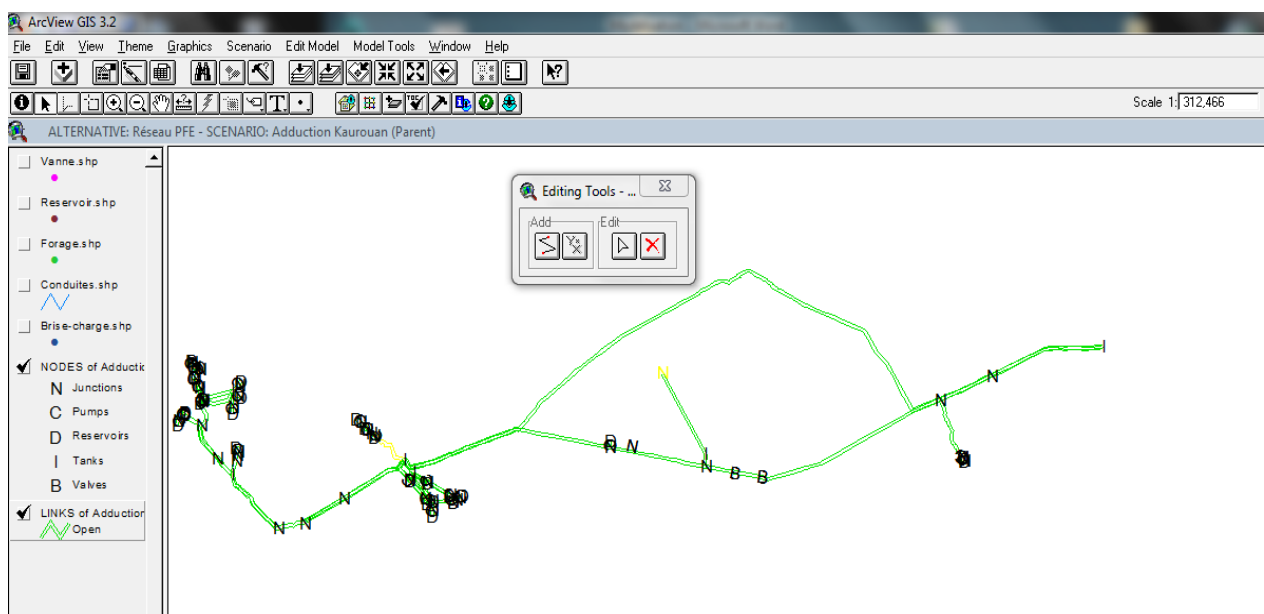 ArcView GIS 3.2
File Edit View Theme Graphics Scenario Edit Model Model Tools Window Help
Scale 1: 312,466
ALTERNATIVE: Réseau PFE - SCENARIO: Adduction Kaurouan (Parent)
Vanne.shp
Reservoir.shp
Forage.shp
Conduites.shp
Brise-charge.shp
NODES of Adductic
N Junctions
C Pumps
D Reservoirs
I Tanks
B Valves
LINKS of Adduction
Open
Editing Tools - ...
Add Edit
N
I
N
N
D N
I
N B B
N
N
N
N
N
N